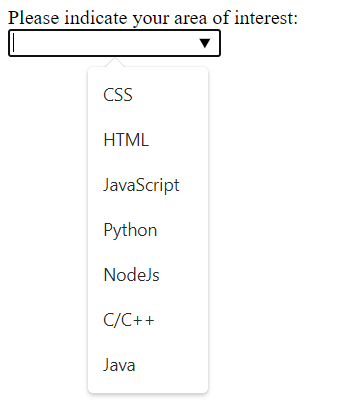 Please indicate your area of interest:
CSS
HTML
JavaScript
Python
NodeJs
C/C++
Java